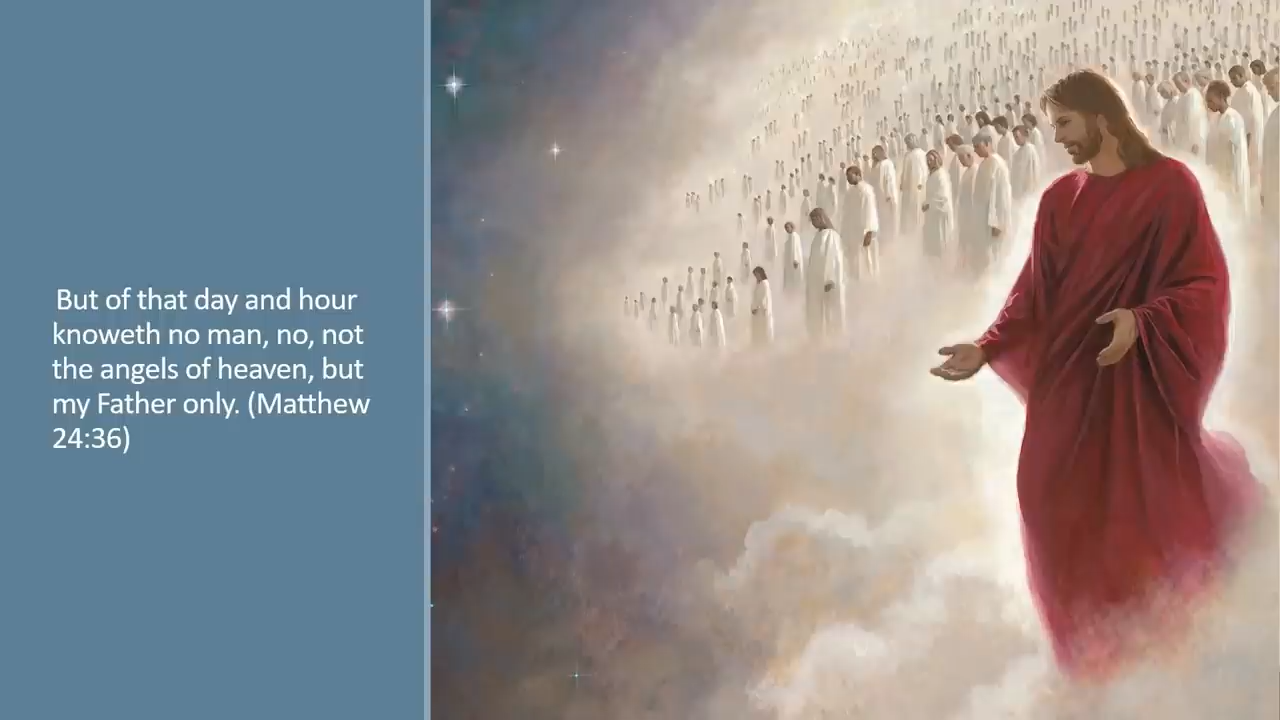 But of that day and hour
knoweth no man, no, not
the angels of heaven, but
my Father only. (Matthew
24:36)